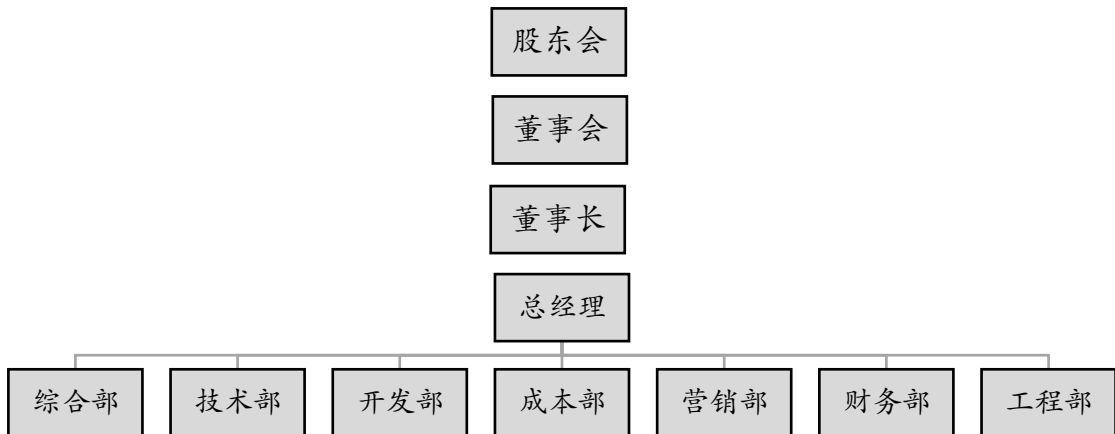 股东会
董事会
董事长
总经理
综合部 技术部 开发部 成本部 营销部 财务部 工程部